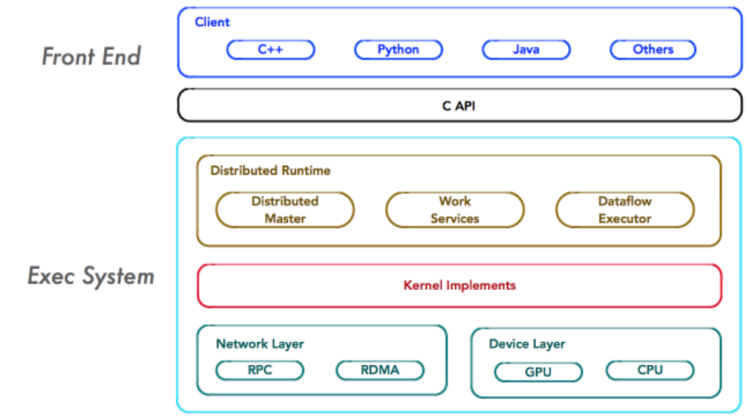 Front End
Client
C++
Python
Java
Others
C API
Exec System
Distributed Runtime
Distributed
Master
Work
Services
Dataflow
Executor
Kernel Implements
Network Layer
RPC
RDMA
Device Layer
GPU
CPU